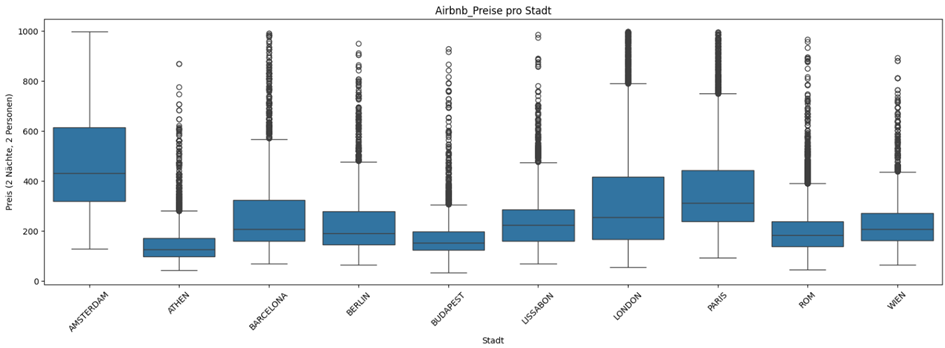 Airbnb_Preise pro Stadt
Preis (2 Nächte, 2 Personen)
1000
800
600
400
200
0
AMSTERDAM
ATHEN
BARCELONA
BERLIN
BUDAPEST
LISSABON
LONDON
PARIS
ROM
WIEN
Stadt